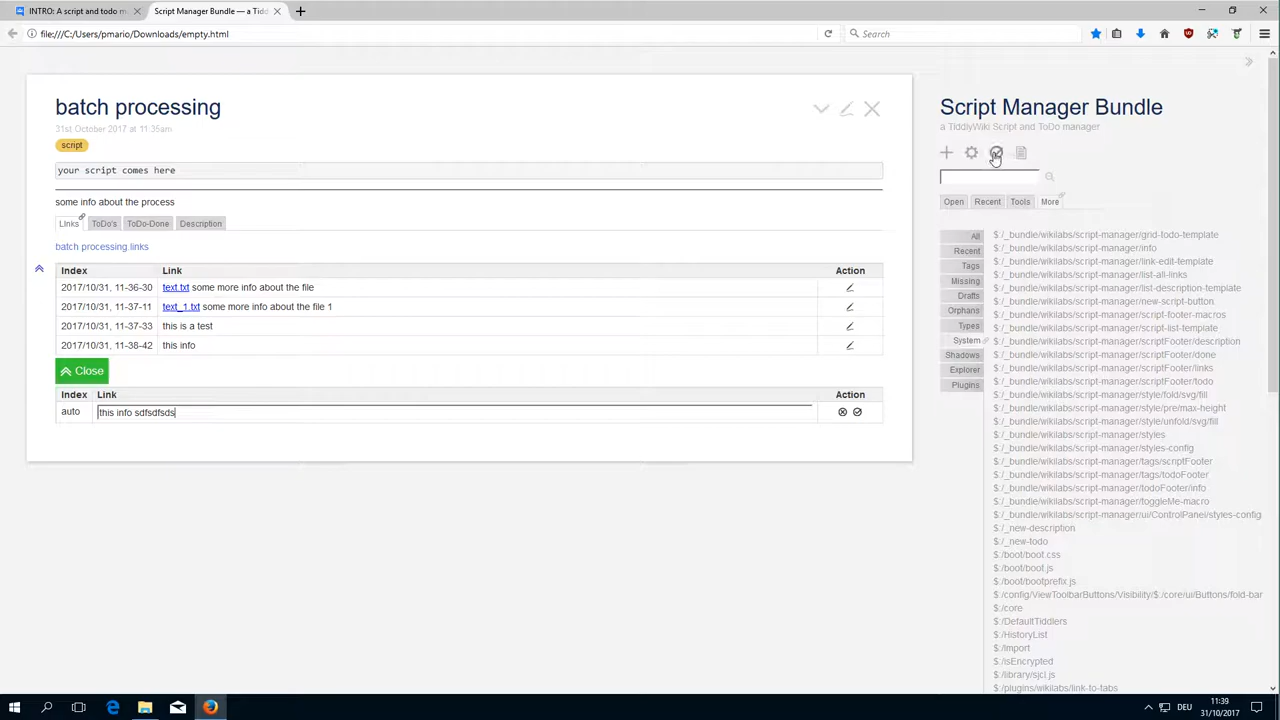 INTRO: A script and todo m
Script Manager Bundle — a Tidd
file:///C:/Users/pmario/Downloads/empty.html
Search
batch processing
31st October 2017 at 11:35am
script
your script comes here
some info about the process
Links
ToDo's
ToDo-Done
Description
batch processing links
Index Link Action
2017/10/31, 11-36-30 text.txt some more info about the file
2017/10/31, 11-37-11 text_1.txt some more info about the file 1
2017/10/31, 11-37-33 this is a test
2017/10/31, 11-38-42 this info
Close
Index Link Action
auto this info sdfsdfsds
Script Manager Bundle
a TiddlyWiki Script and ToDo manager
Open
Recent
Tools
More
All
Recent
Tags
Missing
Drafts
Orphans
Types
System
Shadows
Explorer
Plugins
$:/_bundle/wikilabs/script-manager/grid-todo-template
$:/_bundle/wikilabs/script-manager/info
$:/_bundle/wikilabs/script-manager/link-edit-template
$:/_bundle/wikilabs/script-manager/list-all-links
$:/_bundle/wikilabs/script-manager/list-description-template
$:/_bundle/wikilabs/script-manager/new-script-button
$:/_bundle/wikilabs/script-manager/script-footer-macros
$:/_bundle/wikilabs/script-manager/script-list-template
$:/_bundle/wikilabs/script-manager/scriptFooter/description
$:/_bundle/wikilabs/script-manager/scriptFooter/done
$:/_bundle/wikilabs/script-manager/scriptFooter/links
$:/_bundle/wikilabs/script-manager/scriptFooter/todo
$:/_bundle/wikilabs/script-manager/style/fold/svg/fill
$:/_bundle/wikilabs/script-manager/style/pre/max-height
$:/_bundle/wikilabs/script-manager/style/unfold/svg/fill
$:/_bundle/wikilabs/script-manager/styles
$:/_bundle/wikilabs/script-manager/styles-config
$:/_bundle/wikilabs/script-manager/tags/scriptFooter
$:/_bundle/wikilabs/script-manager/tags/todoFooter
$:/_bundle/wikilabs/script-manager/todoFooter/info
$:/_bundle/wikilabs/script-manager/toggleMe-macro
$:/_bundle/wikilabs/script-manager/ui/ControlPanel/styles-config
$:/_new-description
$:/_new-todo
$:/boot/boot.css
$:/boot/boot.js
$:/boot/bootprefix.js
$:/config/ViewToolbarButtons/Visibility/$:/core/ui/Buttons/fold-bar
$:/core
$:/DefaultTiddlers
$:/HistoryList
$:/Import
$:/isEncrypted
$:/library/sjcl.js
$:/plugins/wikilabs/link-to-tabs
DEU
11:39
31/10/2017